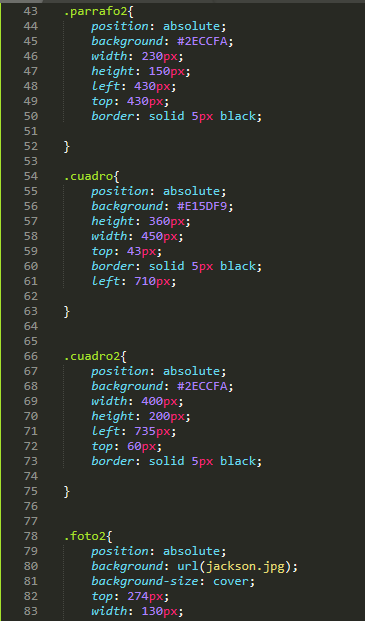 43 .parrafo2{
44 position: absolute;
45 background: #2ECCFA;
46 width: 230px;
47 height: 150px;
48 left: 430px;
49 top: 430px;
50 border: solid 5px black;
51
52 }
53
54 .cuadro{
55 position: absolute;
56 background: #E15DF9;
57 height: 360px;
58 width: 450px;
59 top: 43px;
60 border: solid 5px black;
61 left: 710px;
62
63 }
64
65
66 .cuadro2{
67 position: absolute;
68 background: #2ECCFA;
69 width: 400px;
70 height: 200px;
71 left: 735px;
72 top: 60px;
73 border: solid 5px black;
74
75 }
76
77
78 .foto2{
79 position: absolute;
80 background: url(jackson.jpg);
81 background-size: cover;
82 top: 274px;
83 width: 130px;